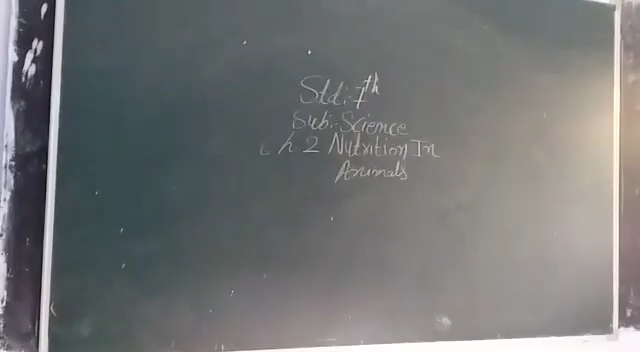 Std:-7th
Sub:-Science
Ch.2 Nutrition In
Animals